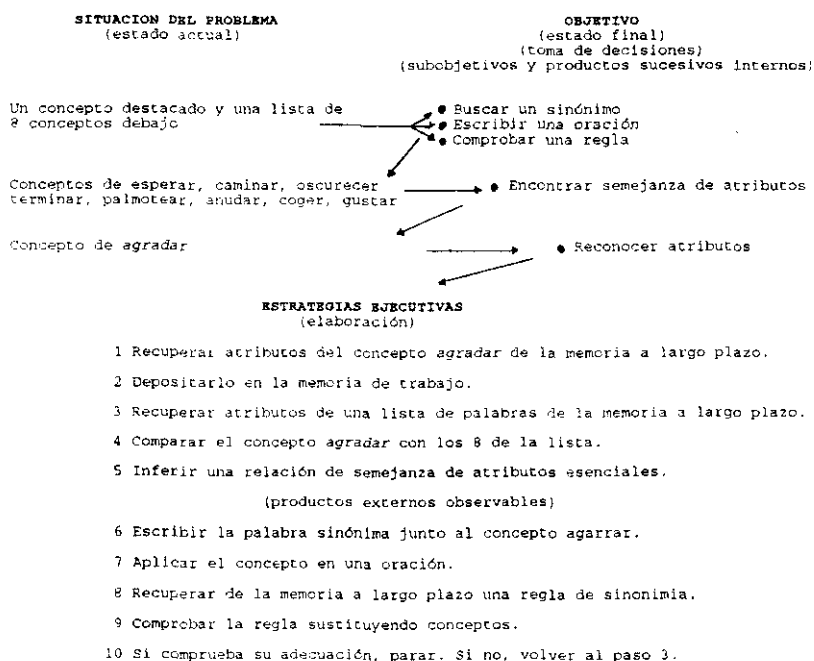 SITUACION DEL PROBLEMA
(estado actual)
OBJETIVO
(estado final)
(toma de decisiones)
(subobjetivos y productos sucesivos internos)
Un concepto destacado y una lista de
8 conceptos debajo
● Buscar un sinónimo
● Escribir una oración
● Comprobar una regla
Conceptos de esperar, caminar, oscurecer
terminar, palmotear, anudar, coger, gustar
● Encontrar semejanza de atributos
Concepto de agradar
● Reconocer atributos
ESTRATEGIAS EJECUTIVAS
(elaboración)
1 Recuperar atributos del concepto agradar de la memoria a largo plazo.
2 Depositarlo en la memoria de trabajo.
3 Recuperar atributos de una lista de palabras de la memoria a largo plazo.
4 Comparar el concepto agradar con los 8 de la lista.
5 Inferir una relación de semejanza de atributos esenciales.
(productos externos observables)
6 Escribir la palabra sinónima junto al concepto agarrar.
7 Aplicar el concepto en una oración.
8 Recuperar de la memoria a largo plazo una regla de sinonimia.
9 Comprobar la regla sustituyendo conceptos.
10 Si comprueba su adecuación, parar. Si no, volver al paso 3.